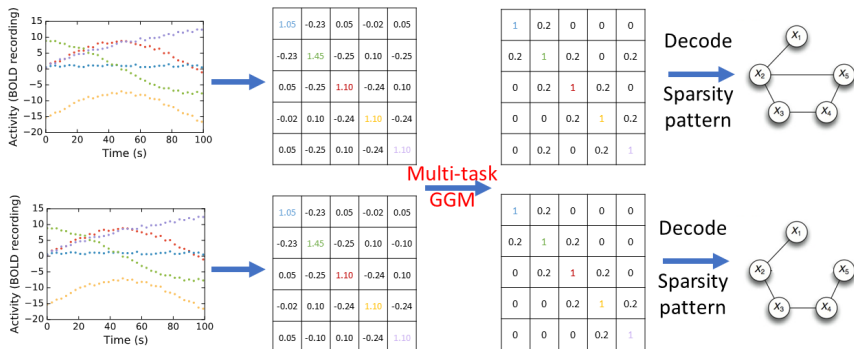 Activity (BOLD recording)
15
10
5
0
−5
−10
−15
−20
0 20 40 60 80 100
Time (s)
1.05 -0.23 0.05 -0.02 0.05
-0.23 1.45 -0.25 0.10 -0.25
0.05 -0.25 1.10 -0.24 0.10
-0.02 0.10 -0.24 1.10 -0.24
0.05 -0.25 0.10 -0.24 1.10
1 0.2 0 0 0
0.2 1 0.2 0 0.2
0 0.2 1 0.2 0
0 0 0.2 1 0.2
0 0.2 0 0.2 1
Decode
Sparsity
pattern
X1
X2
X5
X3
X4
Multi-task
GGM
Activity (BOLD recording)
15
10
5
0
−5
−10
−15
−20
0 20 40 60 80 100
Time (s)
1.05 -0.23 0.05 -0.02 0.05
-0.23 1.45 -0.25 0.10 -0.10
0.05 -0.25 1.10 -0.24 0.10
-0.02 0.10 -0.24 1.10 -0.24
0.05 -0.10 0.10 -0.24 1.10
1 0.2 0 0 0
0.2 1 0.2 0 0
0 0.2 1 0.2 0
0 0 0.2 1 0.2
0 0 0 0.2 1
Decode
Sparsity
pattern
X1
X2
X5
X3
X4